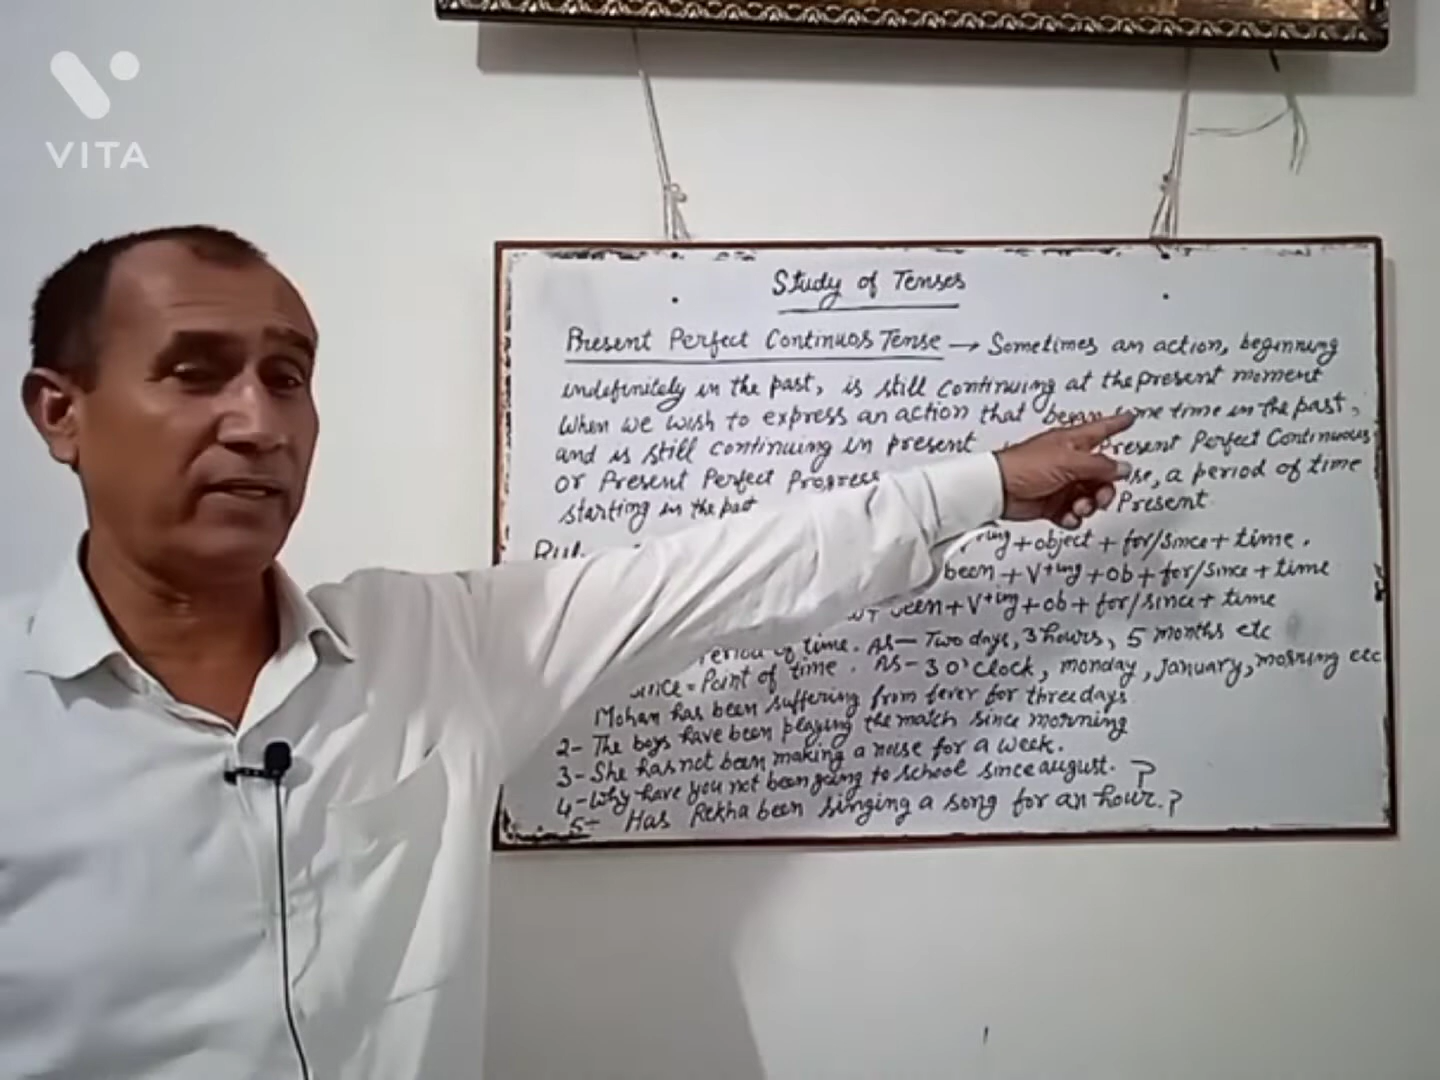 VITA
Study of Tenses
Present Perfect Continuos Tense → Sometimes an action, beginning
indefinitely in the past, is still continuing at the present moment
When we wish to express an action that began some time in the past,
and is still continuing in present Present Perfect Continuous
or Present Perfect Progress a period of time
starting in the past Present.
+ing + object + for/since + time.
been + V+ing + ob + for/since + time
been + V+ing + ob + for/since + time
Period of time. As - Two days, 3 hours, 5 months etc
since = Point of time. As - 3 o'clock, monday, january, morning etc
Mohan has been suffering from fever for three days
2- The boys have been playing the match since morning
3- She has not been making a noise for a week.
4- Why have you not been going to school since august. ?
5- Has Rekha been singing a song for an hour. ?